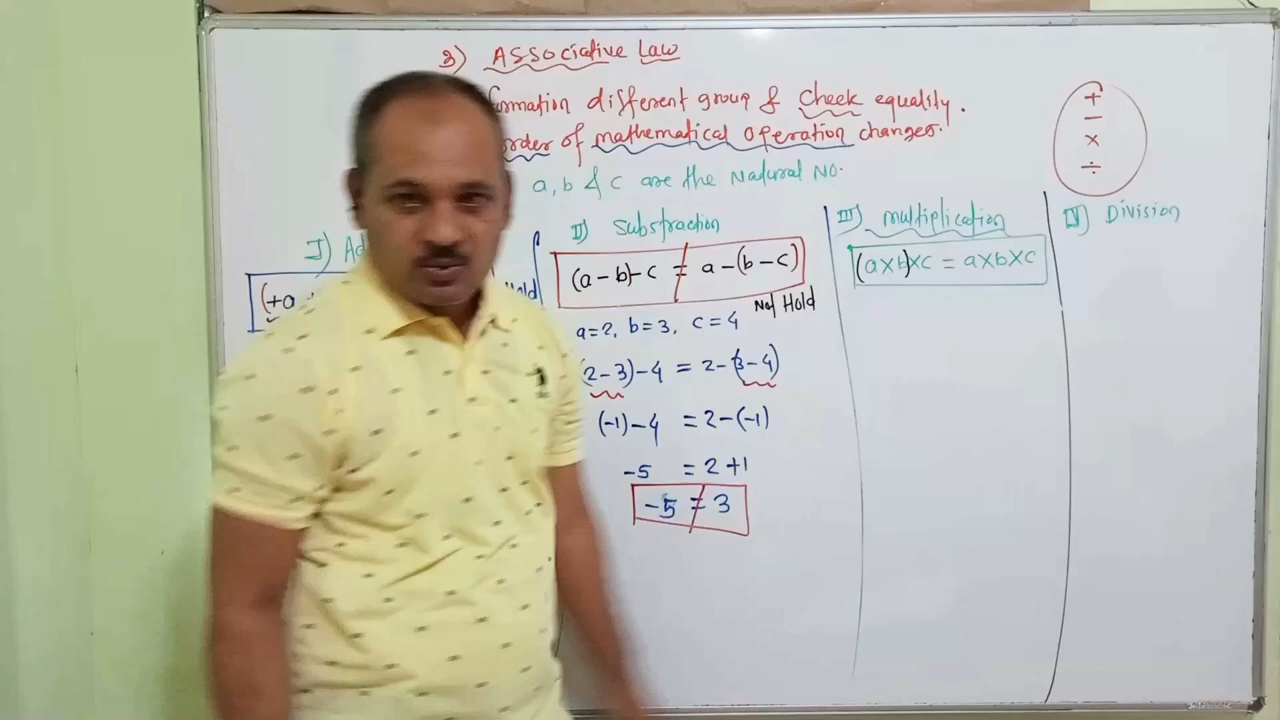 3) Associative Law
formation different group & cheek equality.
order of mathematical operation changes.
a, b & c are the Natural No.
+
−
×
÷
I) Ad
(+a
Hold
II) Substraction
(a-b)-c ≠ a-(b-c)
Not Hold
a=2, b=3, c=4
(2-3)-4 = 2-(3-4)
(-1)-4 = 2-(-1)
-5 = 2+1
-5 ≠ 3
III) multiplication
(a×b)×c = a×b×c
IV) Division